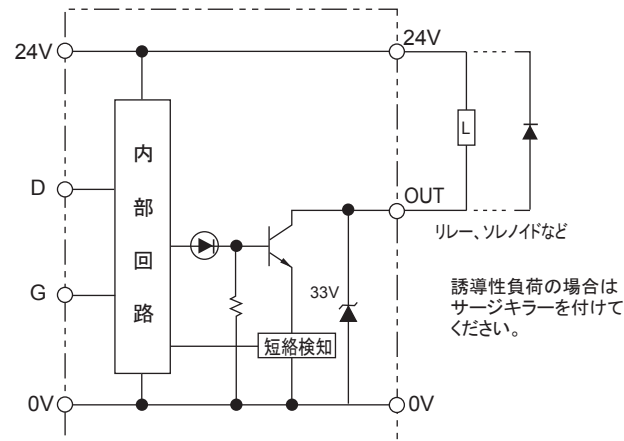 24V
24V
L
内部回路
D
OUT
リレー、ソレノイドなど
G
33V
誘導性負荷の場合は
サージキラーを付けて
ください。
短絡検知
0V
0V